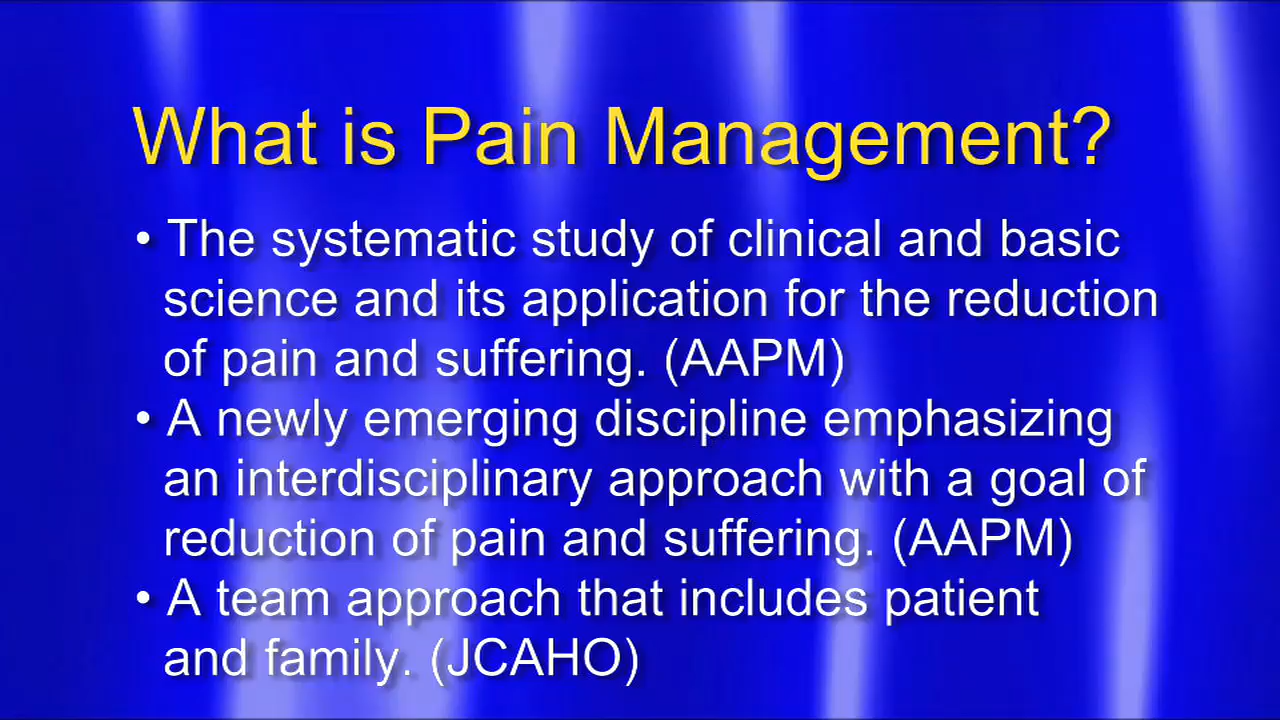 What is Pain Management?
• The systematic study of clinical and basic
science and its application for the reduction
of pain and suffering. (AAPM)
• A newly emerging discipline emphasizing
an interdisciplinary approach with a goal of
reduction of pain and suffering. (AAPM)
• A team approach that includes patient
and family. (JCAHO)